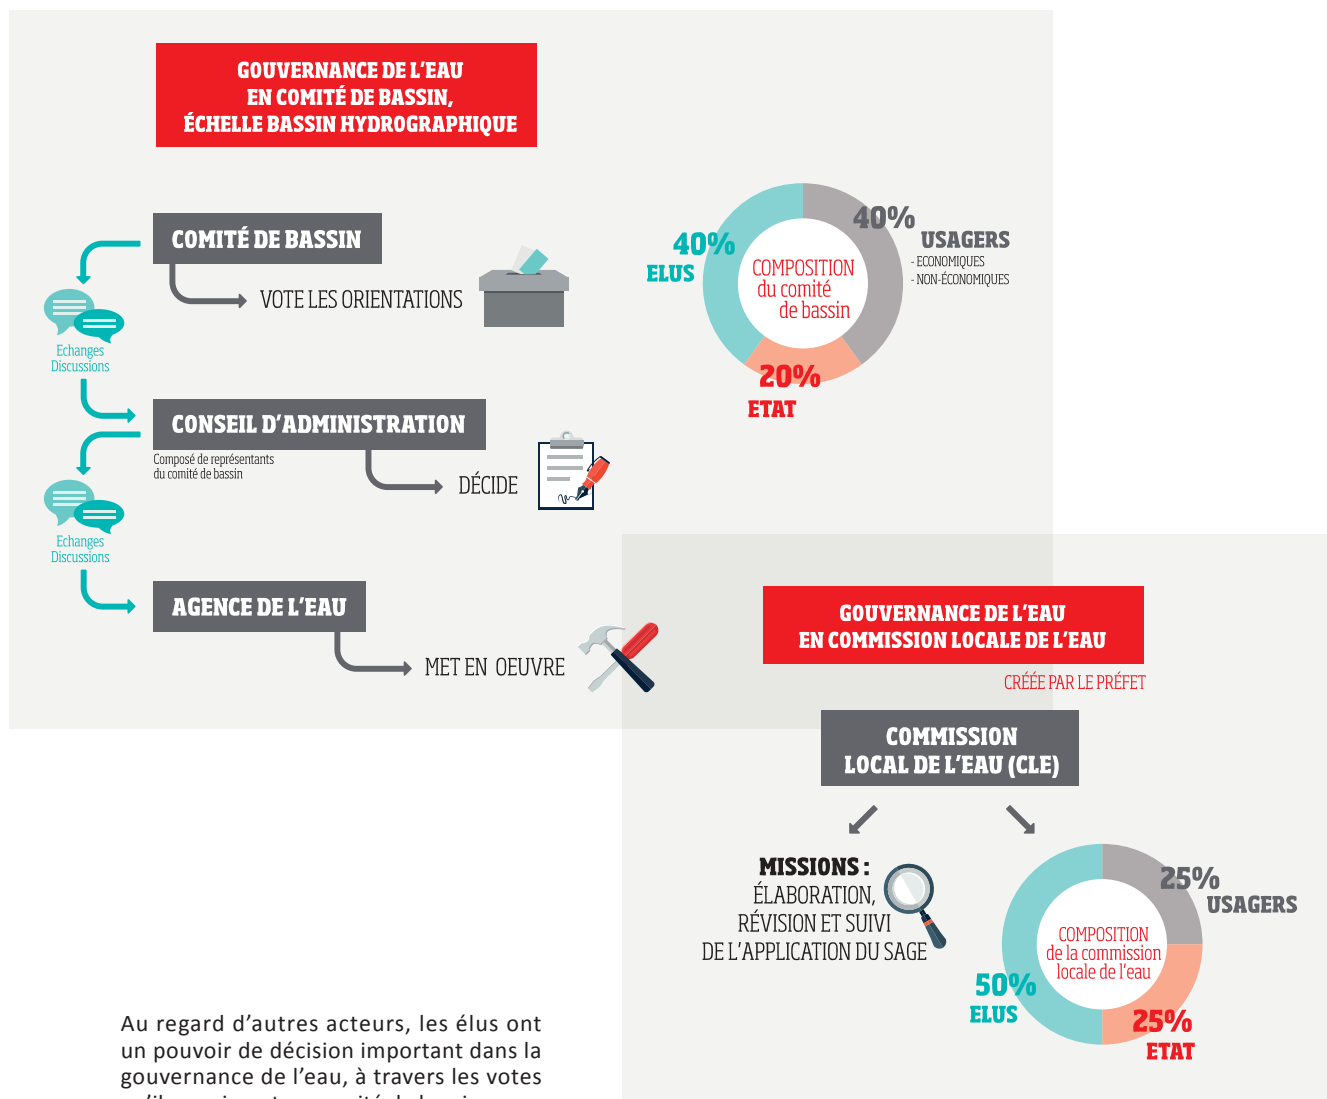 GOUVERNANCE DE L'EAU
EN COMITÉ DE BASSIN,
ÉCHELLE BASSIN HYDROGRAPHIQUE
COMITÉ DE BASSIN
VOTE LES ORIENTATIONS
Echanges
Discussions
CONSEIL D'ADMINISTRATION
Composé de représentants
du comité de bassin
DÉCIDE
Echanges
Discussions
AGENCE DE L'EAU
MET EN OEUVRE
40%
ELUS
40%
USAGERS
- ECONOMIQUES
- NON-ÉCONOMIQUES
COMPOSITION
du comité
de bassin
20%
ETAT
GOUVERNANCE DE L'EAU
EN COMMISSION LOCALE DE L'EAU
CRÉÉE PAR LE PRÉFET
COMMISSION
LOCAL DE L'EAU (CLE)
MISSIONS :
ÉLABORATION,
RÉVISION ET SUIVI
DE L'APPLICATION DU SAGE
25%
USAGERS
COMPOSITION
de la commission
locale de l'eau
50%
ELUS
25%
ETAT
Au regard d'autres acteurs, les élus ont
un pouvoir de décision important dans la
gouvernance de l'eau, à travers les votes